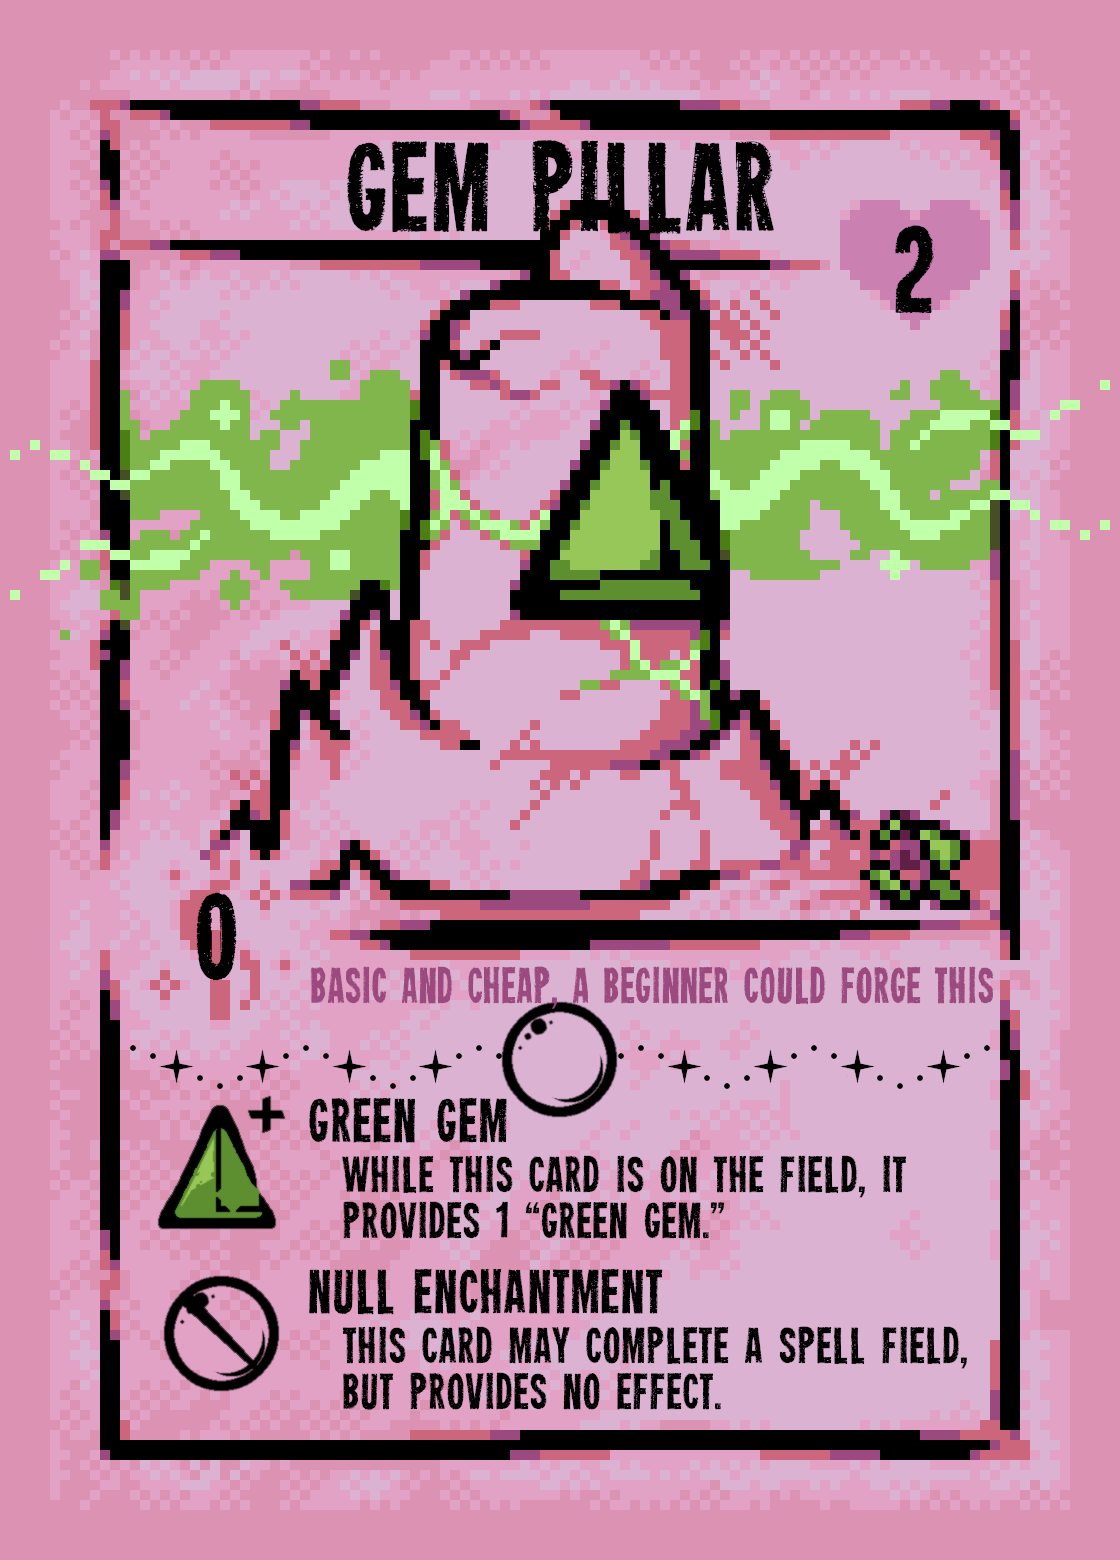 GEM PILLAR
2
0
BASIC AND CHEAP, A BEGINNER COULD FORGE THIS
GREEN GEM
WHILE THIS CARD IS ON THE FIELD, IT
PROVIDES 1 “GREEN GEM.”
NULL ENCHANTMENT
THIS CARD MAY COMPLETE A SPELL FIELD,
BUT PROVIDES NO EFFECT.